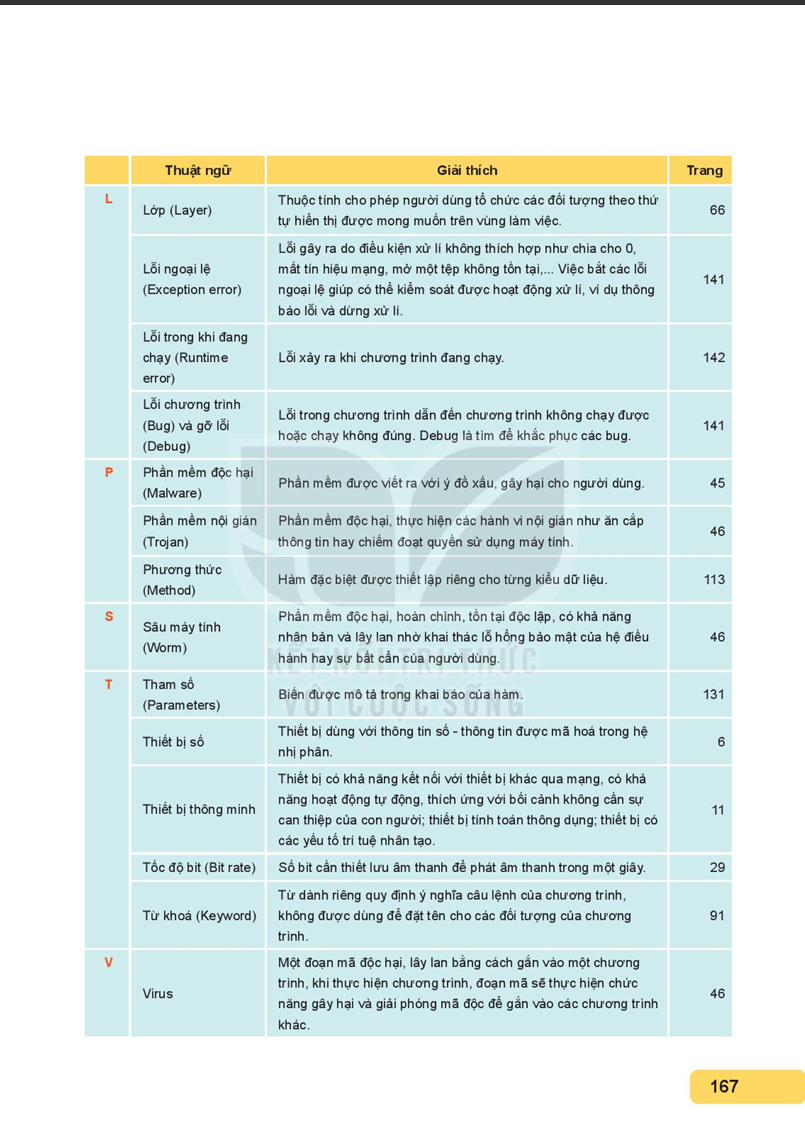 Thuật ngữ Giải thích Trang
L
Lớp (Layer)
Thuộc tính cho phép người dùng tổ chức các đối tượng theo thứ
tự hiển thị được mong muốn trên vùng làm việc.
66
Lỗi ngoại lệ
(Exception error)
Lỗi gây ra do điều kiện xử lí không thích hợp như chia cho 0,
mất tín hiệu mạng, mở một tệp không tồn tại,... Việc bắt các lỗi
ngoại lệ giúp có thể kiểm soát được hoạt động xử lí, ví dụ thông
báo lỗi và dừng xử lí.
141
Lỗi trong khi đang
chạy (Runtime
error)
Lỗi xảy ra khi chương trình đang chạy.
142
Lỗi chương trình
(Bug) và gỡ lỗi
(Debug)
Lỗi trong chương trình dẫn đến chương trình không chạy được
hoặc chạy không đúng. Debug là tìm để khắc phục các bug.
141
P
Phần mềm độc hại
(Malware)
Phần mềm được viết ra với ý đồ xấu, gây hại cho người dùng.
45
Phần mềm nội gián
(Trojan)
Phần mềm độc hại, thực hiện các hành vi nội gián như ăn cắp
thông tin hay chiếm đoạt quyền sử dụng máy tính.
46
Phương thức
(Method)
Hàm đặc biệt được thiết lập riêng cho từng kiểu dữ liệu.
113
S
Sâu máy tính
(Worm)
Phần mềm độc hại, hoàn chỉnh, tồn tại độc lập, có khả năng
nhân bản và lây lan nhờ khai thác lỗ hổng bảo mật của hệ điều
hành hay sự bất cẩn của người dùng.
46
KẾT NỐI TRI THỨC
VỚI CUỘC SỐNG
T
Tham số
(Parameters)
Biến được mô tả trong khai báo của hàm.
131
Thiết bị số
Thiết bị dùng với thông tin số - thông tin được mã hoá trong hệ
nhị phân.
6
Thiết bị thông minh
Thiết bị có khả năng kết nối với thiết bị khác qua mạng, có khả
năng hoạt động tự động, thích ứng với bối cảnh không cần sự
can thiệp của con người; thiết bị tính toán thông dụng; thiết bị có
các yếu tố trí tuệ nhân tạo.
11
Tốc độ bit (Bit rate)
Số bit cần thiết lưu âm thanh để phát âm thanh trong một giây.
29
Từ khoá (Keyword)
Từ dành riêng quy định ý nghĩa câu lệnh của chương trình,
không được dùng để đặt tên cho các đối tượng của chương
trình.
91
V
Virus
Một đoạn mã độc hại, lây lan bằng cách gắn vào một chương
trình, khi thực hiện chương trình, đoạn mã sẽ thực hiện chức
năng gây hại và giải phóng mã độc để gắn vào các chương trình
khác.
46
167